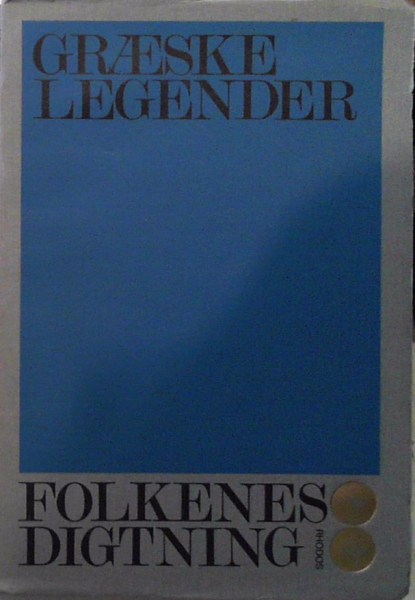 GRÆSKE
LEGENDER
FOLKENES
DIGTNING
RHODOS